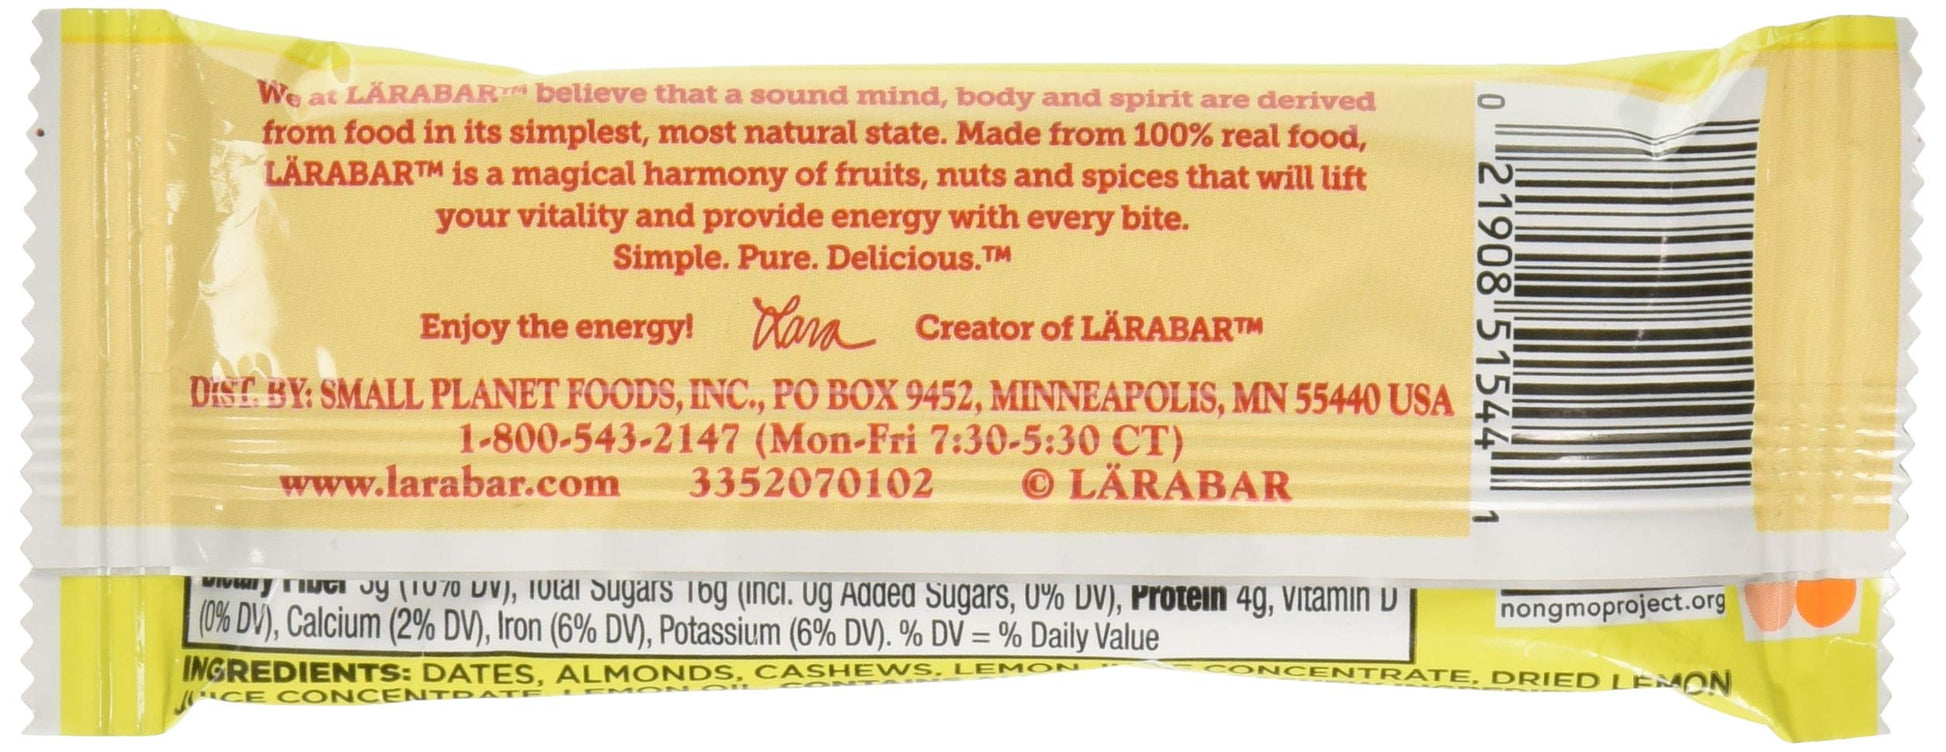 We at LÄRABAR™ believe that a sound mind, body and spirit are derived
from food in its simplest, most natural state. Made from 100% real food,
LÄRABAR™ is a magical harmony of fruits, nuts and spices that will lift
your vitality and provide energy with every bite.
Simple. Pure. Delicious.™
Enjoy the energy! Lara Creator of LÄRABAR™
DIST. BY: SMALL PLANET FOODS, INC., PO BOX 9452, MINNEAPOLIS, MN 55440 USA
1-800-543-2147 (Mon-Fri 7:30-5:30 CT)
www.larabar.com 3352070102 © LÄRABAR
0 21908 51544 1
Dietary Fiber 3g (10% DV), Total Sugars 16g (Incl. 0g Added Sugars, 0% DV), Protein 4g, Vitamin D
(0% DV), Calcium (2% DV), Iron (6% DV), Potassium (6% DV). % DV = % Daily Value
nongmoproject.org
INGREDIENTS: DATES, ALMONDS, CASHEWS, LEMON JUICE CONCENTRATE, DRIED LEMON
JUICE CONCENTRATE, LEMON OIL.